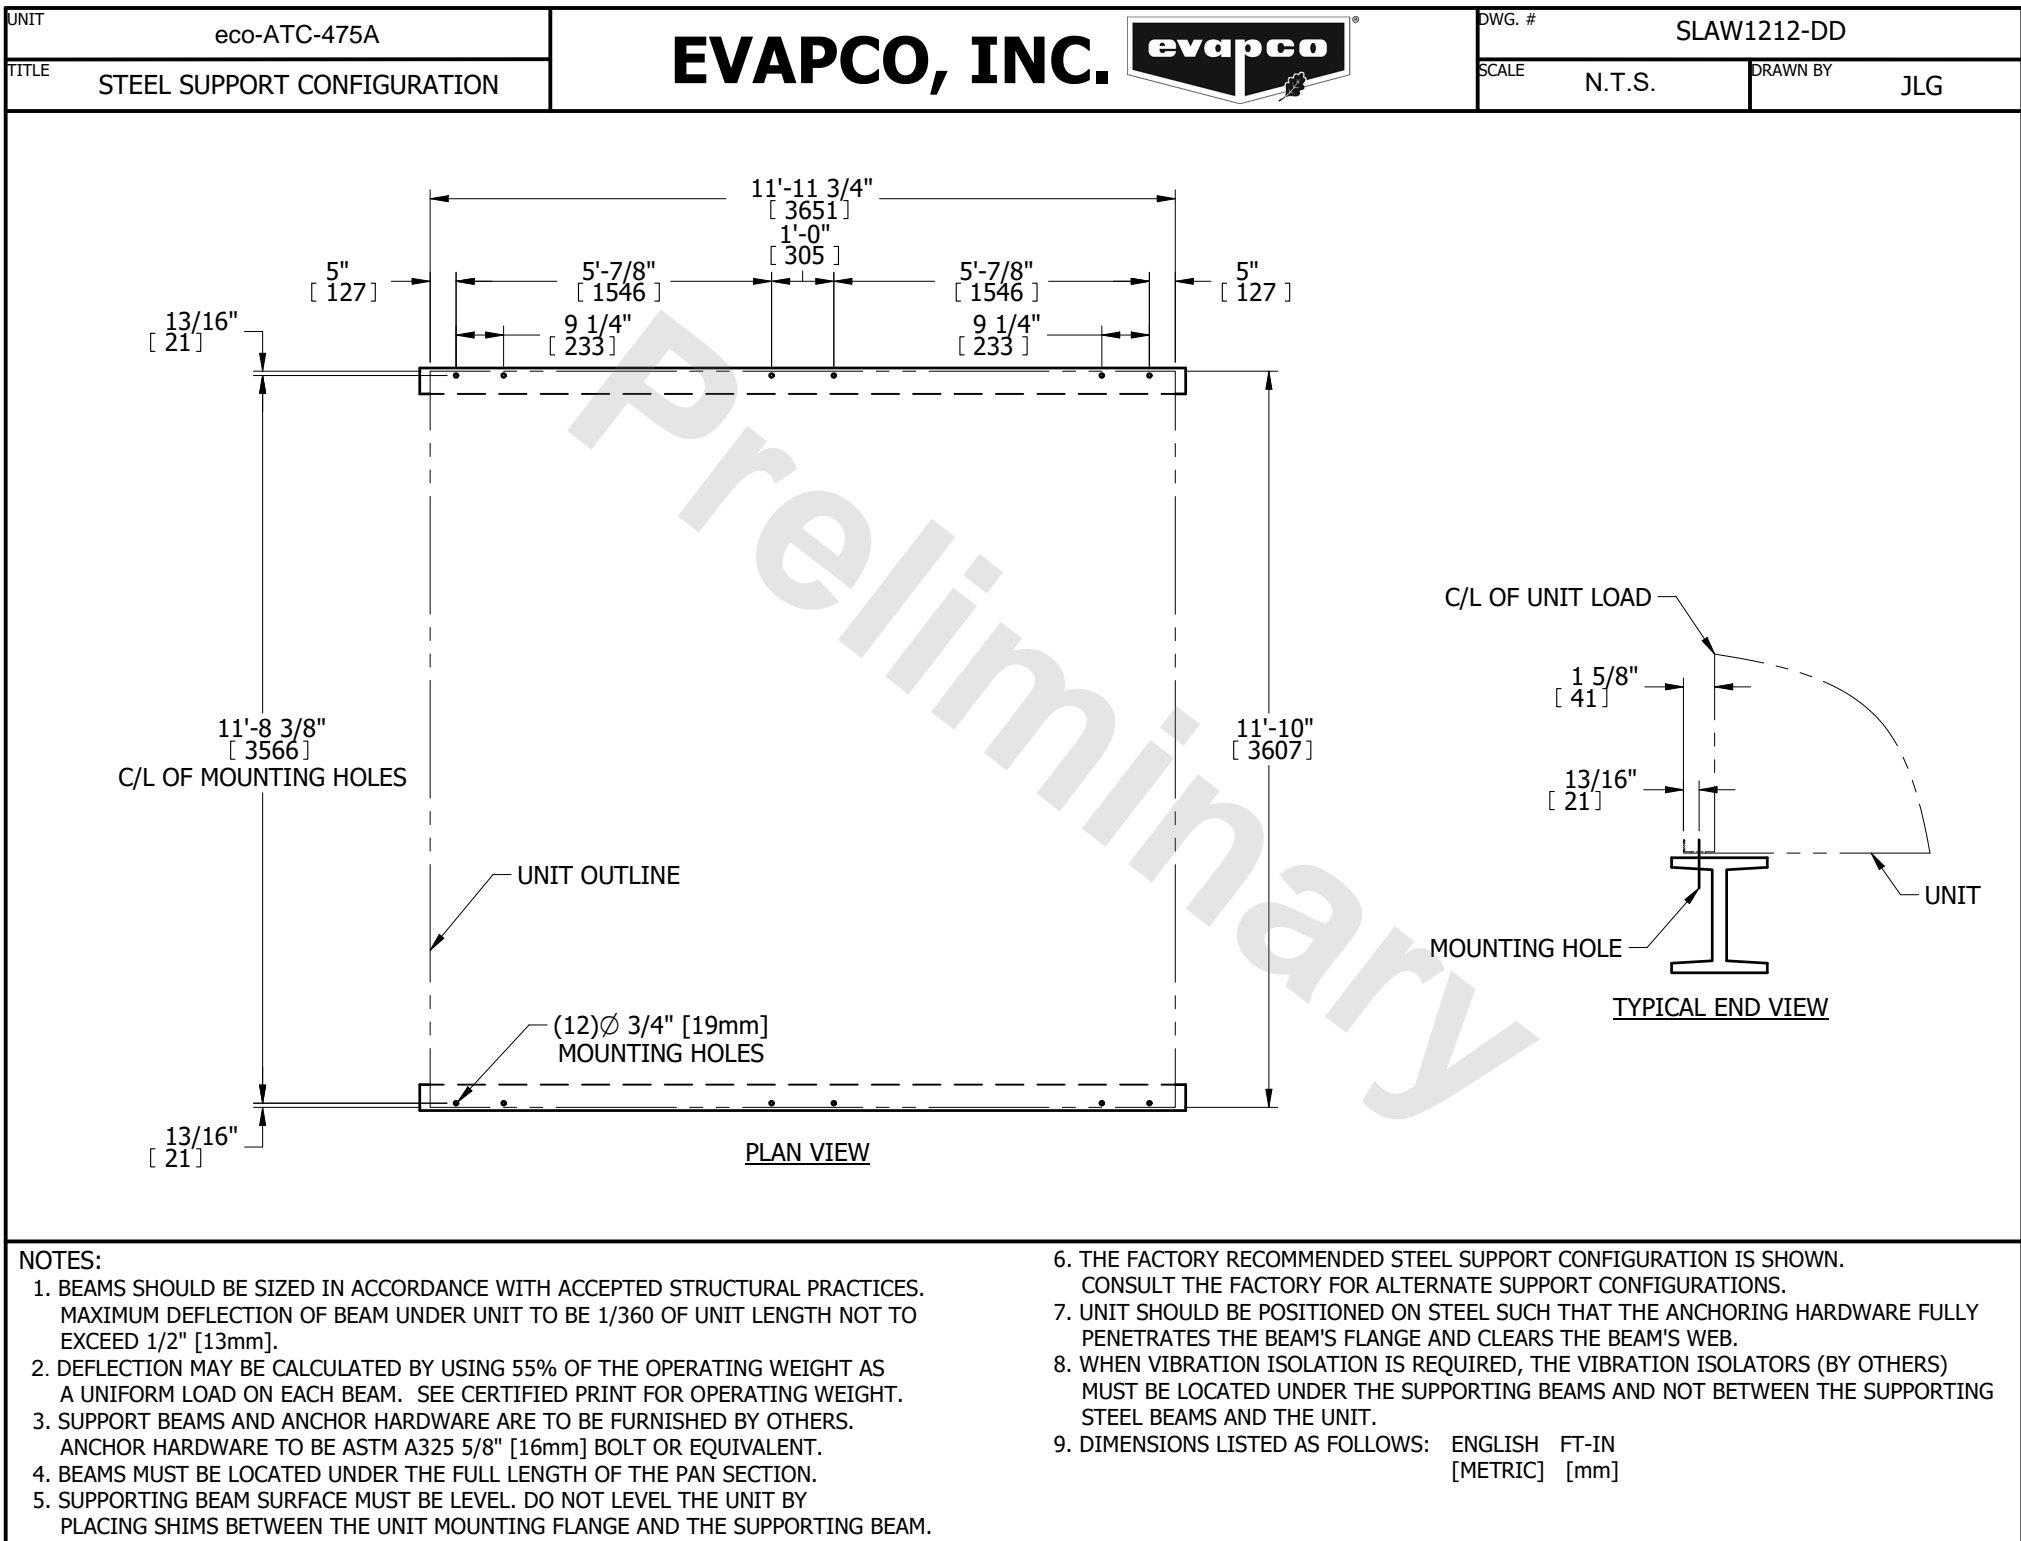 UNIT
eco-ATC-475A
TITLE
STEEL SUPPORT CONFIGURATION
EVAPCO, INC.
evapco
®
DWG. #
SLAW1212-DD
SCALE
N.T.S.
DRAWN BY
JLG
11'-11 3/4"
[ 3651]
1'-0"
[ 305 ]
5"
[ 127]
5'-7/8"
[ 1546 ]
5'-7/8"
[ 1546 ]
5"
[ 127 ]
13/16"
[ 21]
9 1/4"
[ 233]
9 1/4"
[ 233 ]
Preliminary
C/L OF UNIT LOAD
1 5/8"
[ 41]
11'-8 3/8"
[ 3566]
C/L OF MOUNTING HOLES
11'-10"
[ 3607]
13/16"
[ 21]
UNIT OUTLINE
UNIT
MOUNTING HOLE
TYPICAL END VIEW
(12)∅ 3/4" [19mm]
MOUNTING HOLES
13/16"
[ 21]
PLAN VIEW
NOTES:
1. BEAMS SHOULD BE SIZED IN ACCORDANCE WITH ACCEPTED STRUCTURAL PRACTICES.
MAXIMUM DEFLECTION OF BEAM UNDER UNIT TO BE 1/360 OF UNIT LENGTH NOT TO
EXCEED 1/2" [13mm].
2. DEFLECTION MAY BE CALCULATED BY USING 55% OF THE OPERATING WEIGHT AS
A UNIFORM LOAD ON EACH BEAM. SEE CERTIFIED PRINT FOR OPERATING WEIGHT.
3. SUPPORT BEAMS AND ANCHOR HARDWARE ARE TO BE FURNISHED BY OTHERS.
ANCHOR HARDWARE TO BE ASTM A325 5/8" [16mm] BOLT OR EQUIVALENT.
4. BEAMS MUST BE LOCATED UNDER THE FULL LENGTH OF THE PAN SECTION.
5. SUPPORTING BEAM SURFACE MUST BE LEVEL. DO NOT LEVEL THE UNIT BY
PLACING SHIMS BETWEEN THE UNIT MOUNTING FLANGE AND THE SUPPORTING BEAM.
6. THE FACTORY RECOMMENDED STEEL SUPPORT CONFIGURATION IS SHOWN.
CONSULT THE FACTORY FOR ALTERNATE SUPPORT CONFIGURATIONS.
7. UNIT SHOULD BE POSITIONED ON STEEL SUCH THAT THE ANCHORING HARDWARE FULLY
PENETRATES THE BEAM'S FLANGE AND CLEARS THE BEAM'S WEB.
8. WHEN VIBRATION ISOLATION IS REQUIRED, THE VIBRATION ISOLATORS (BY OTHERS)
MUST BE LOCATED UNDER THE SUPPORTING BEAMS AND NOT BETWEEN THE SUPPORTING
STEEL BEAMS AND THE UNIT.
9. DIMENSIONS LISTED AS FOLLOWS: ENGLISH FT-IN
[METRIC] [mm]